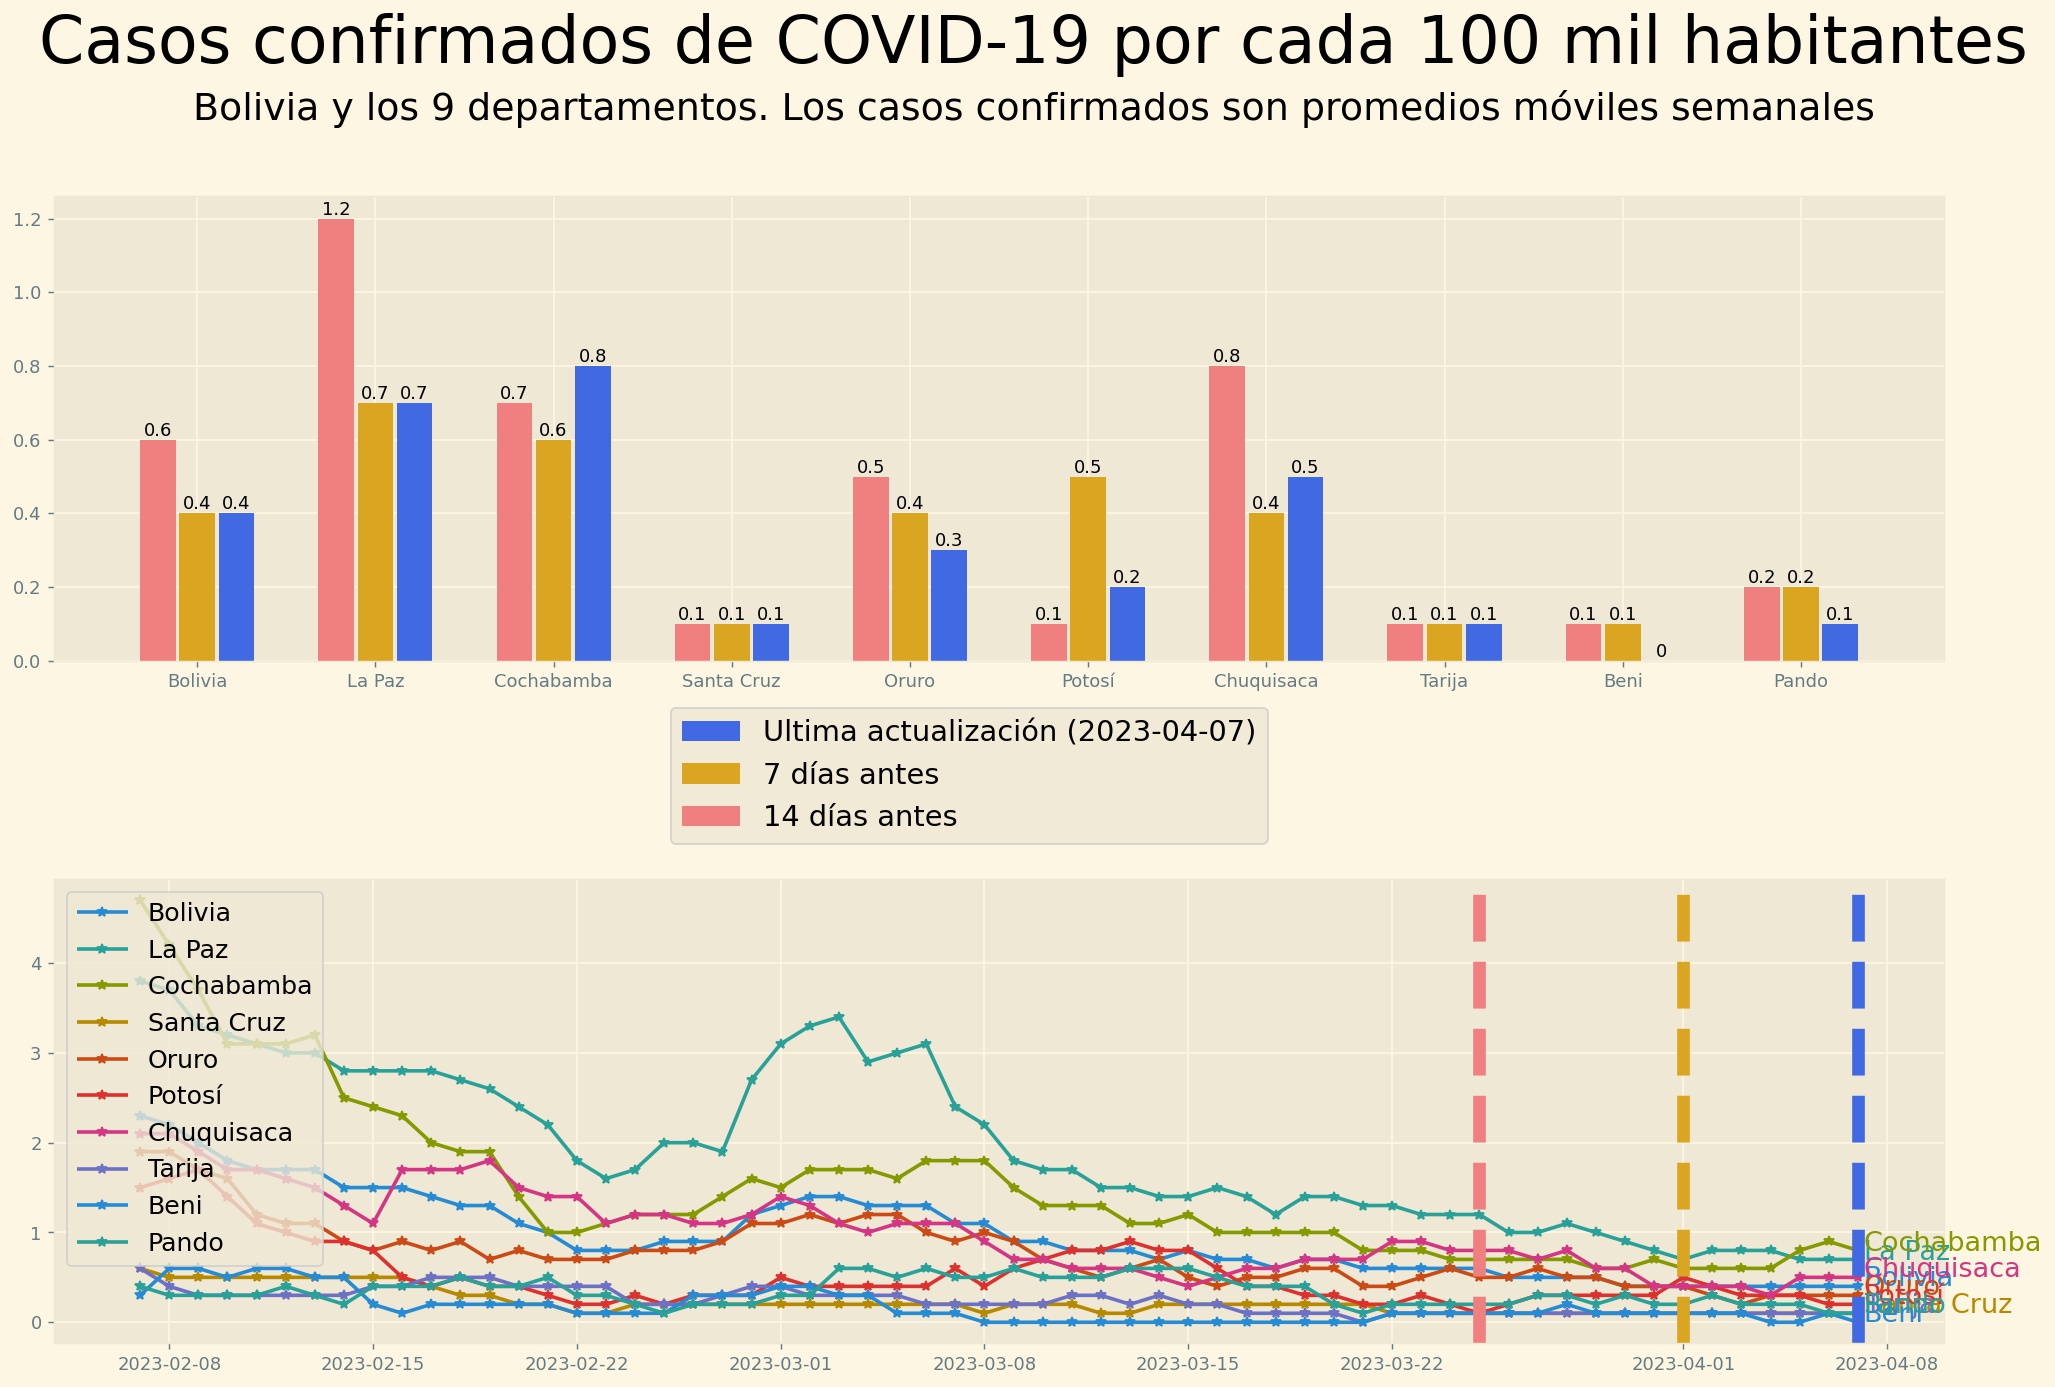 Casos confirmados de COVID-19 por cada 100 mil habitantes
Bolivia y los 9 departamentos. Los casos confirmados son promedios móviles semanales
1.2
1.0
0.8
0.6
0.4
0.2
0.0
0.6 0.4 0.4
1.2 0.7 0.7
0.7 0.6 0.8
0.1 0.1 0.1
0.5 0.4 0.3
0.1 0.5 0.2
0.8 0.4 0.5
0.1 0.1 0.1
0.1 0.1 0
0.2 0.2 0.1
Bolivia La Paz Cochabamba Santa Cruz Oruro Potosí Chuquisaca Tarija Beni Pando
Ultima actualización (2023-04-07)
7 días antes
14 días antes
4
3
2
1
0
Bolivia
La Paz
Cochabamba
Santa Cruz
Oruro
Potosí
Chuquisaca
Tarija
Beni
Pando
Cochabamba
La Paz
Chuquisaca
Bolivia
Oruro
Potosí
Santa Cruz
Beni
2023-02-08 2023-02-15 2023-02-22 2023-03-01 2023-03-08 2023-03-15 2023-03-22 2023-04-01 2023-04-08